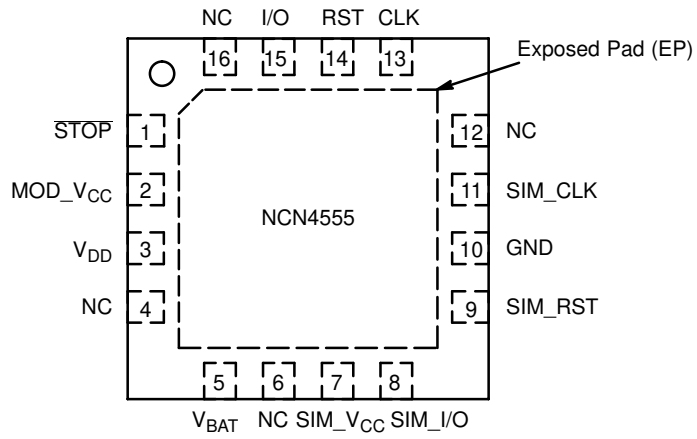 NC I/O RST CLK
16 15 14 13
Exposed Pad (EP)
STOP 1
12 NC
MOD_VCC 2
11 SIM_CLK
NCN4555
VDD 3
10 GND
NC 4
9 SIM_RST
5 6 7 8
VBAT NC SIM_VCC SIM_I/O